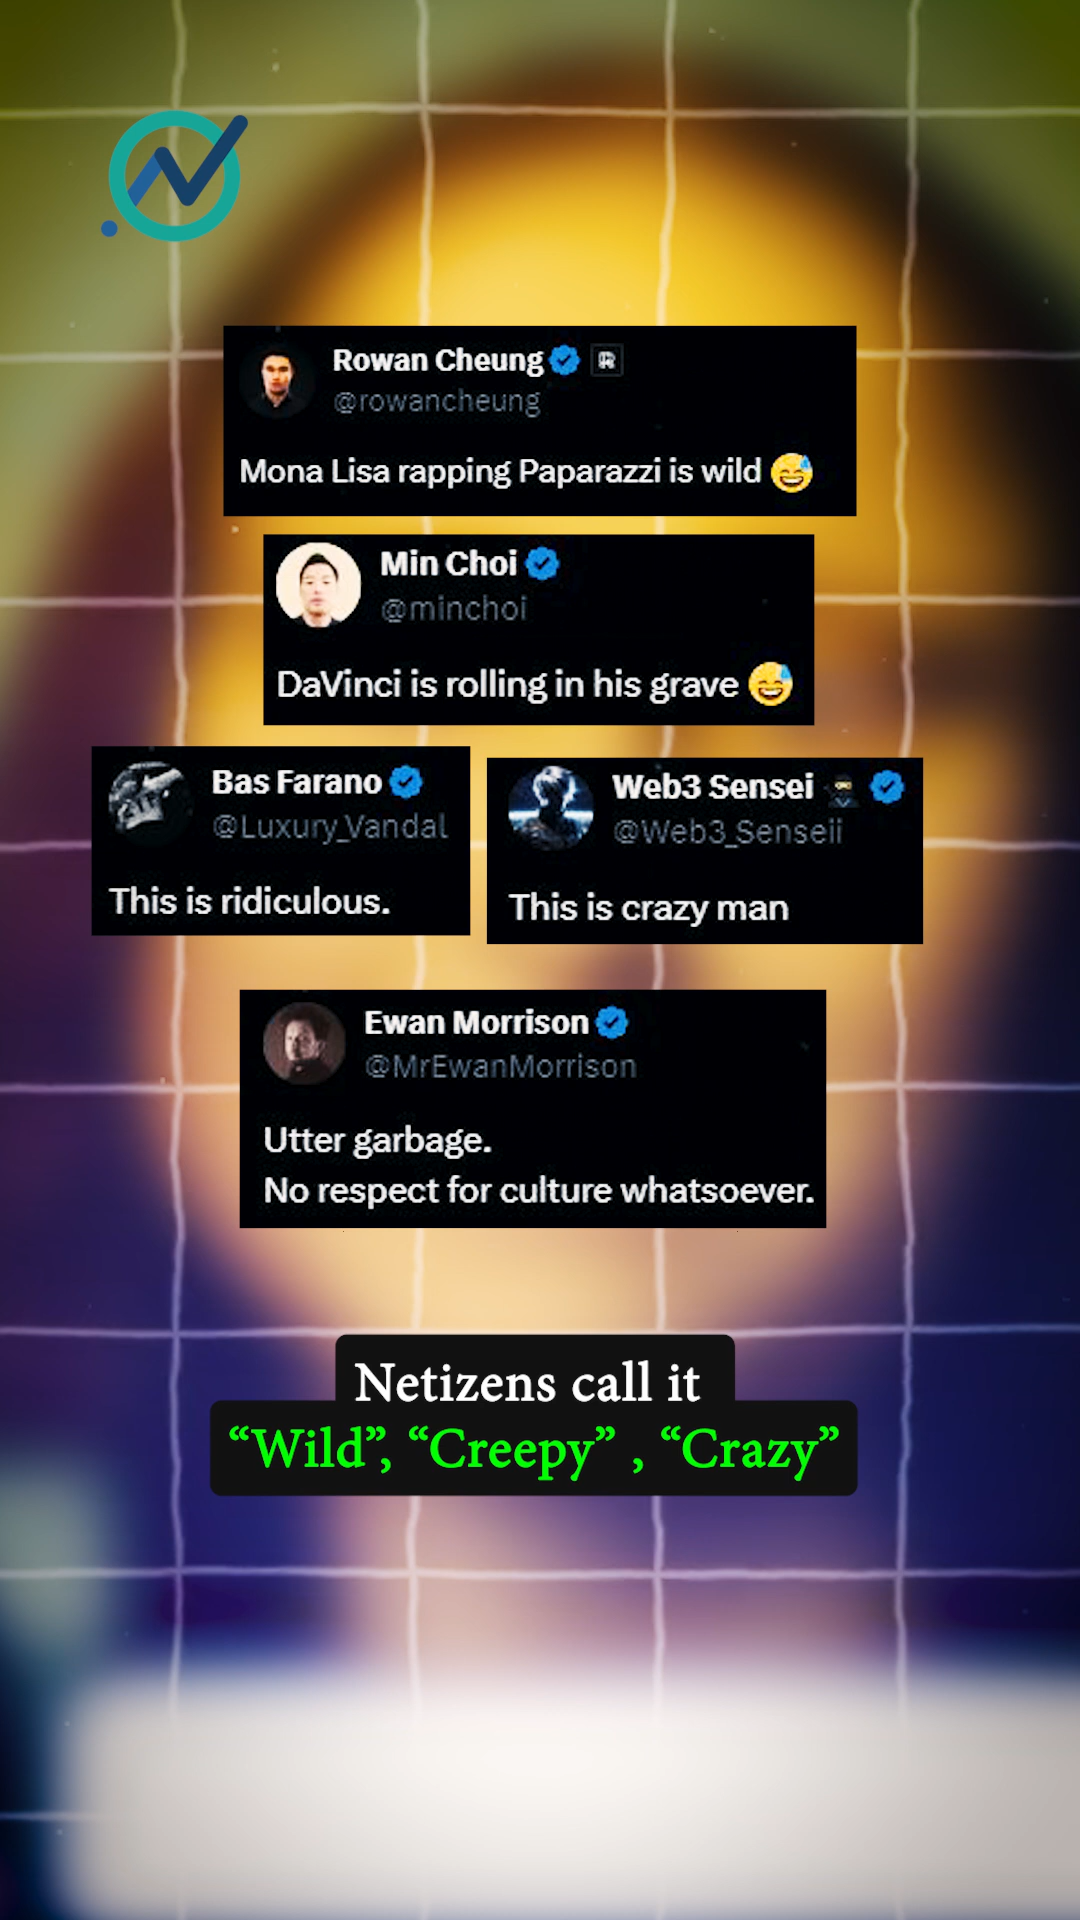 Rowan Cheung
@rowancheung
Mona Lisa rapping Paparazzi is wild 😅
Min Choi
@minchoi
DaVinci is rolling in his grave 😅
Bas Farano
@Luxury_Vandal
This is ridiculous.
Web3 Sensei
@Web3_Senseii
This is crazy man
Ewan Morrison
@MrEwanMorrison
Utter garbage.
No respect for culture whatsoever.
Netizens call it
“Wild”, “Creepy” , “Crazy”